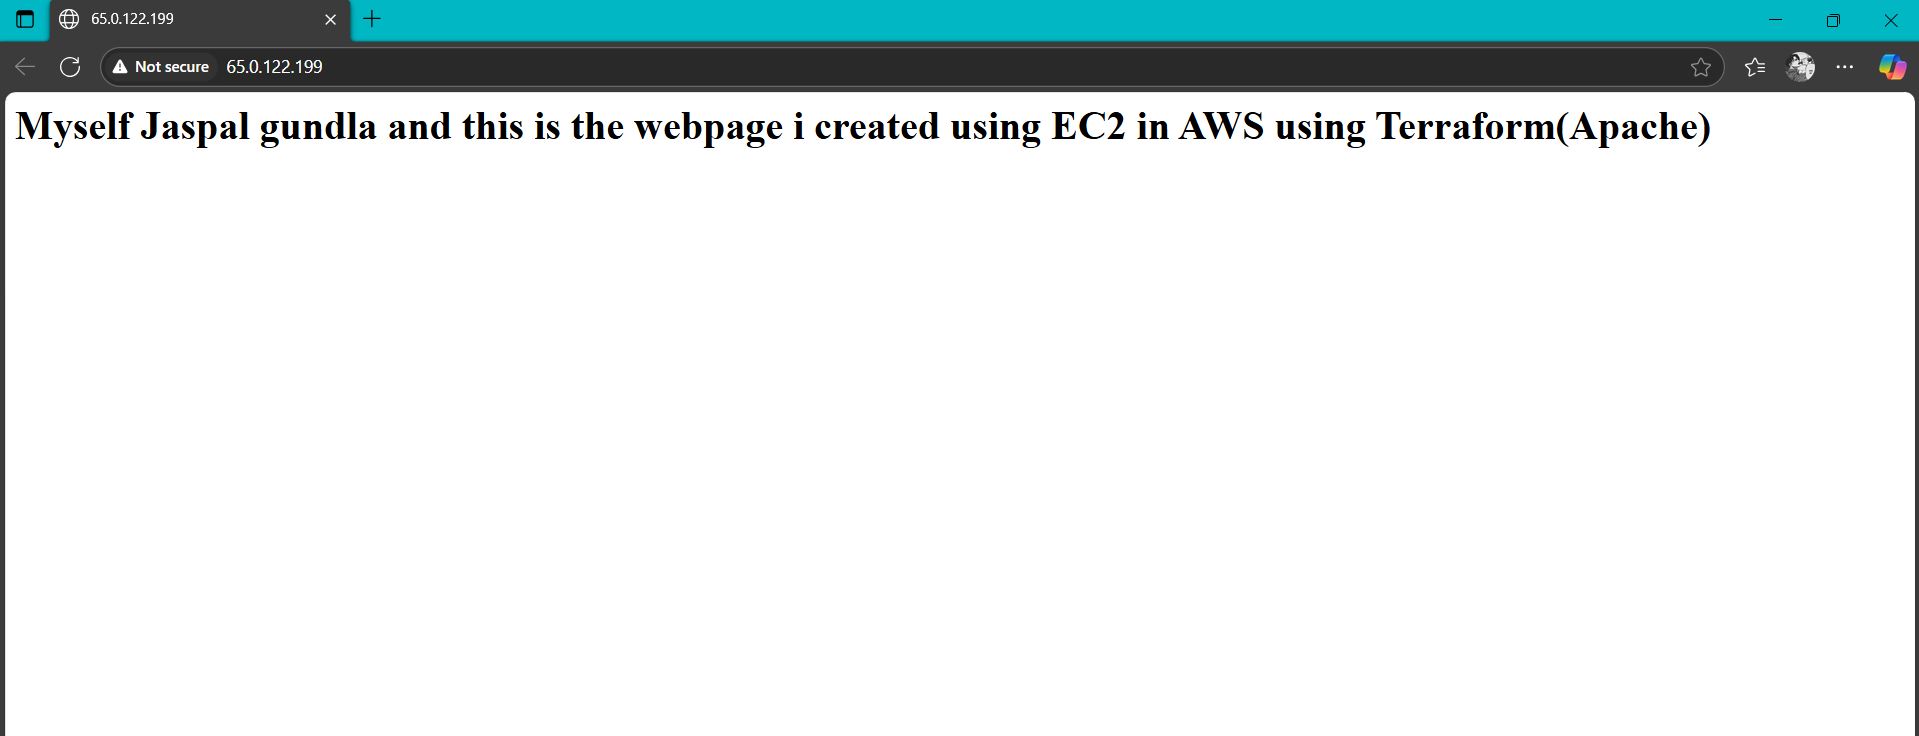 65.0.122.199
Not secure 65.0.122.199
Myself Jaspal gundla and this is the webpage i created using EC2 in AWS using Terraform(Apache)